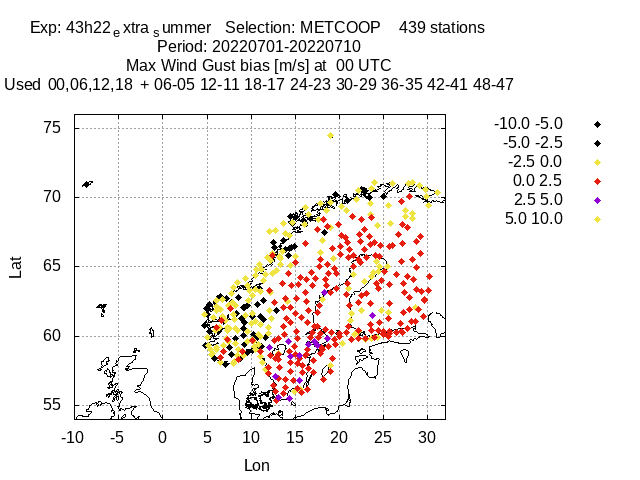 Exp: 43h22extrasummer Selection: METCOOP 439 stations
Period: 20220701-20220710
Max Wind Gust bias [m/s] at 00 UTC
Used 00,06,12,18 + 06-05 12-11 18-17 24-23 30-29 36-35 42-41 48-47
75
70
65
60
55
Lat
-10 -5 0 5 10 15 20 25 30
Lon
-10.0 -5.0
-5.0 -2.5
-2.5 0.0
0.0 2.5
2.5 5.0
5.0 10.0